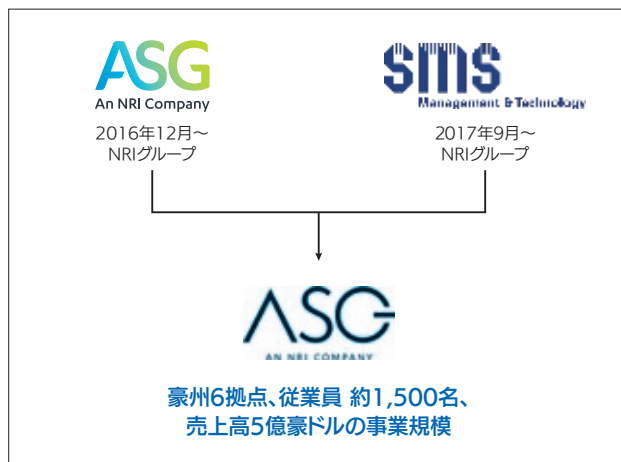 ASG
An NRI Company
2016年12月～
NRIグループ
sms
Management & Technology
2017年9月～
NRIグループ
ASG
AN NRI COMPANY
豪州6拠点、従業員 約1,500名、
売上高5億豪ドルの事業規模